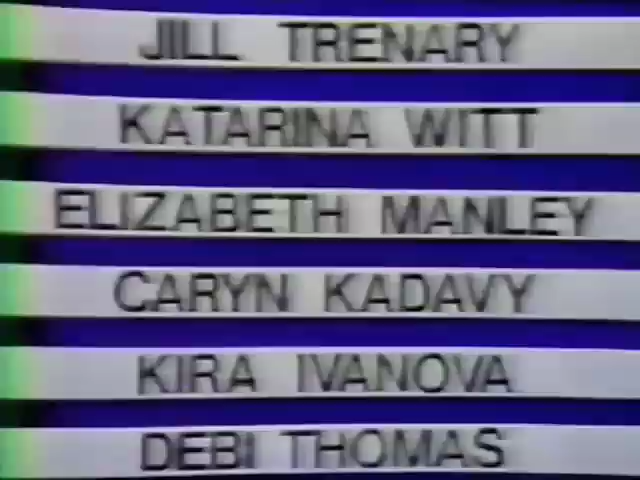 JILL TRENARY
KATARINA WITT
ELIZABETH MANLEY
CARYN KADAVY
KIRA IVANOVA
DEBI THOMAS